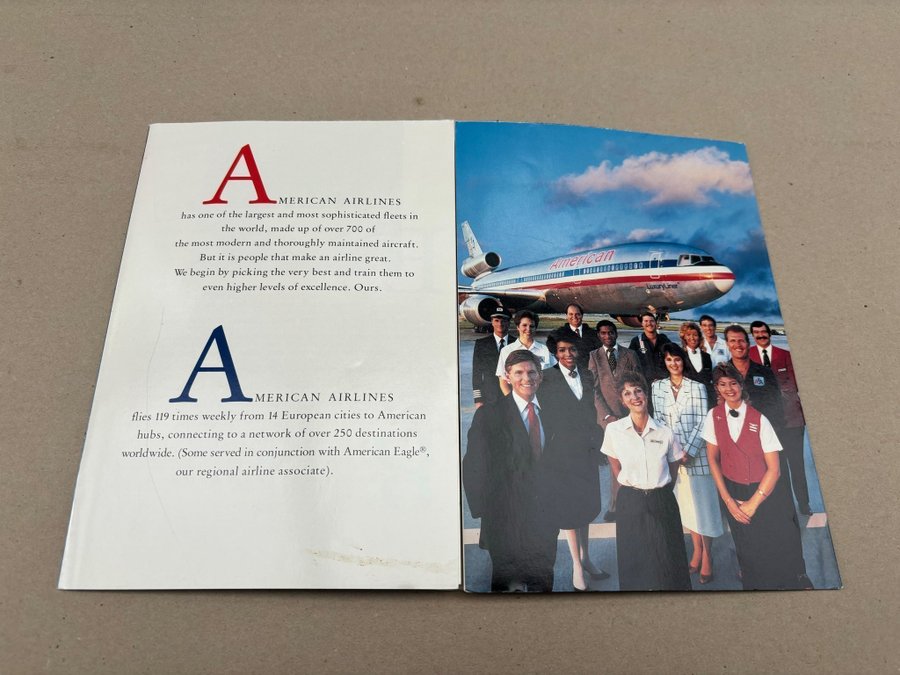 AMERICAN AIRLINES
has one of the largest and most sophisticated fleets in
the world, made up of over 700 of
the most modern and thoroughly maintained aircraft.
But it is people that make an airline great.
We begin by picking the very best and train them to
even higher levels of excellence. Ours.
AMERICAN AIRLINES
flies 119 times weekly from 14 European cities to American
hubs, connecting to a network of over 250 destinations
worldwide. (Some served in conjunction with American Eagle®,
our regional airline associate).
American
LuxuryLiner